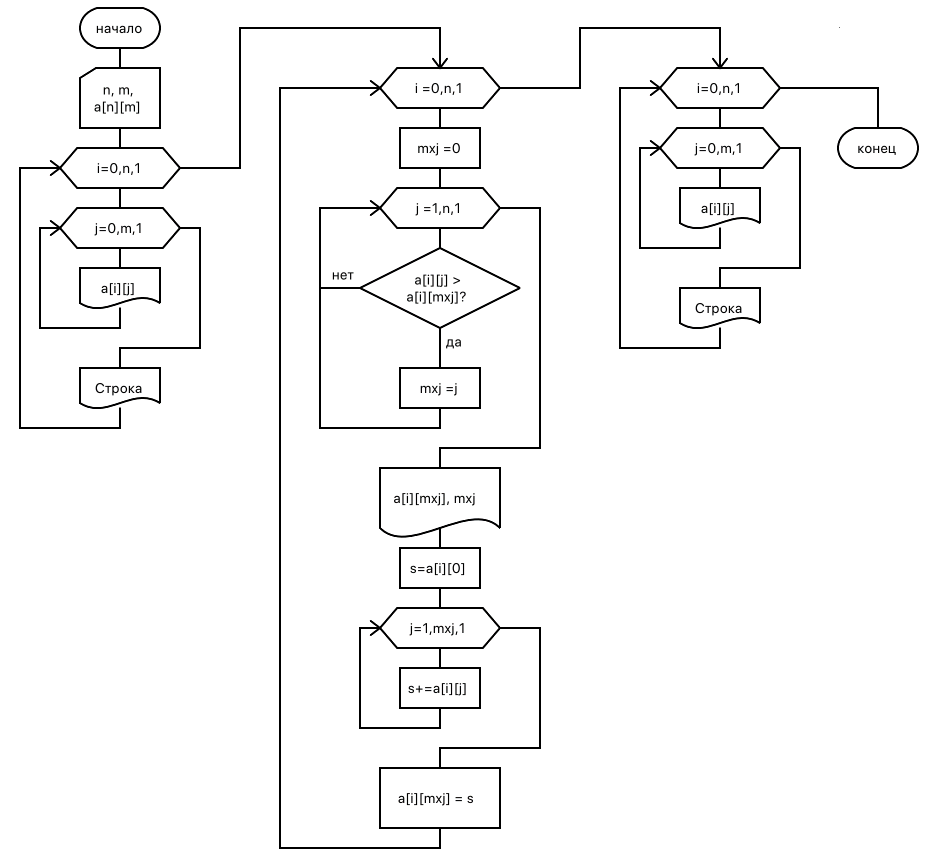 начало
n, m,
a[n][m]
i=0,n,1
j=0,m,1
a[i][j]
Строка
i =0,n,1
mxj =0
j =1,n,1
нет
a[i][j] >
a[i][mxj]?
да
mxj =j
a[i][mxj], mxj
s=a[i][0]
j=1,mxj,1
s+=a[i][j]
a[i][mxj] = s
i=0,n,1
j=0,m,1
a[i][j]
Строка
конец